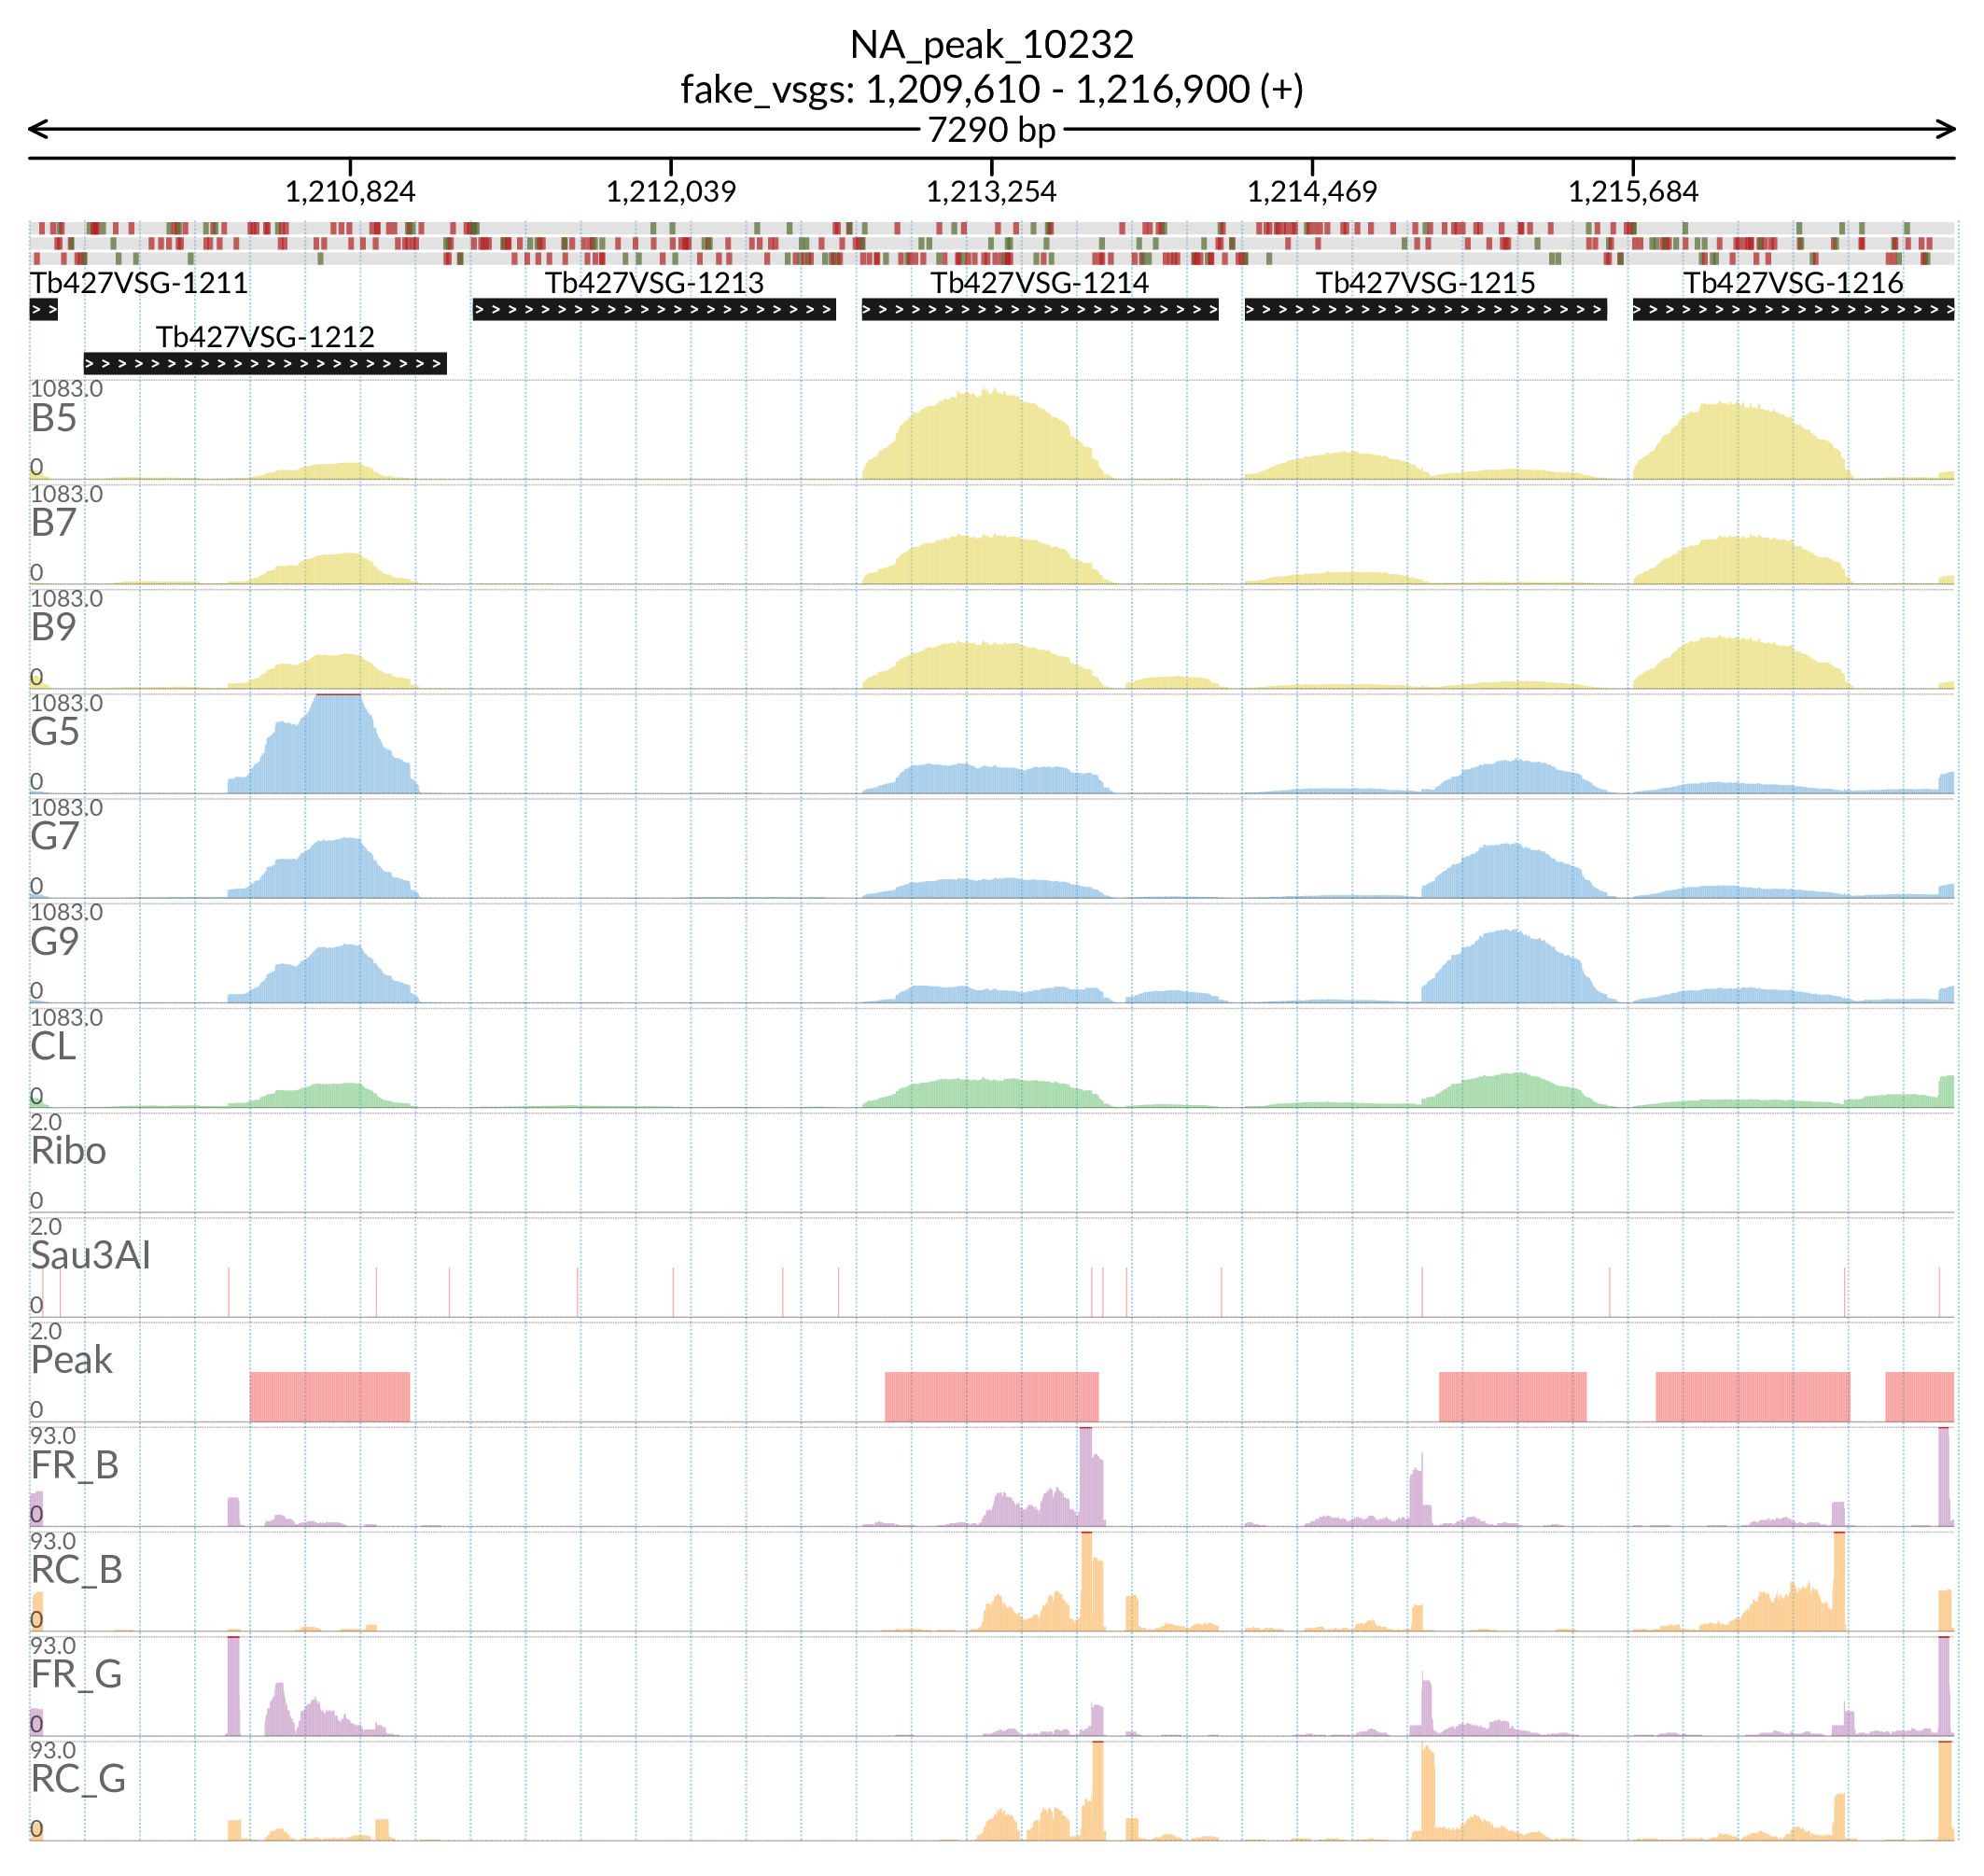 NA_peak_10232
fake_vsgs: 1,209,610 - 1,216,900 (+)
7290 bp
1,210,824 1,212,039 1,213,254 1,214,469 1,215,684
Tb427VSG-1211 Tb427VSG-1213 Tb427VSG-1214 Tb427VSG-1215 Tb427VSG-1216
Tb427VSG-1212
1083.0
B5
0
1083.0
B7
0
1083.0
B9
0
1083.0
G5
0
1083.0
G7
0
1083.0
G9
0
1083.0
CL
0
2.0
Ribo
0
2.0
Sau3AI
0
2.0
Peak
0
93.0
FR_B
0
93.0
RC_B
0
93.0
FR_G
0
93.0
RC_G
0